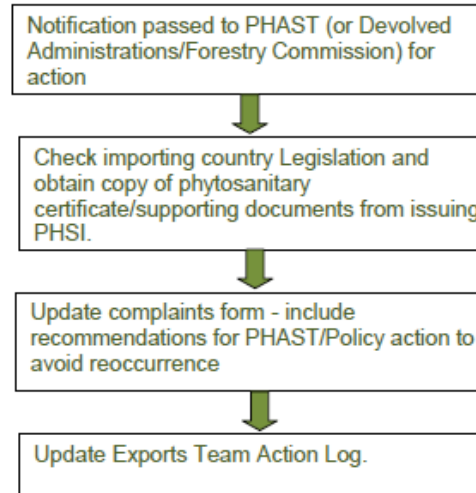 Notification passed to PHAST (or Devolved
Administrations/Forestry Commission) for
action
Check importing country Legislation and
obtain copy of phytosanitary
certificate/supporting documents from issuing
PHSI.
Update complaints form - include
recommendations for PHAST/Policy action to
avoid reoccurrence
Update Exports Team Action Log.